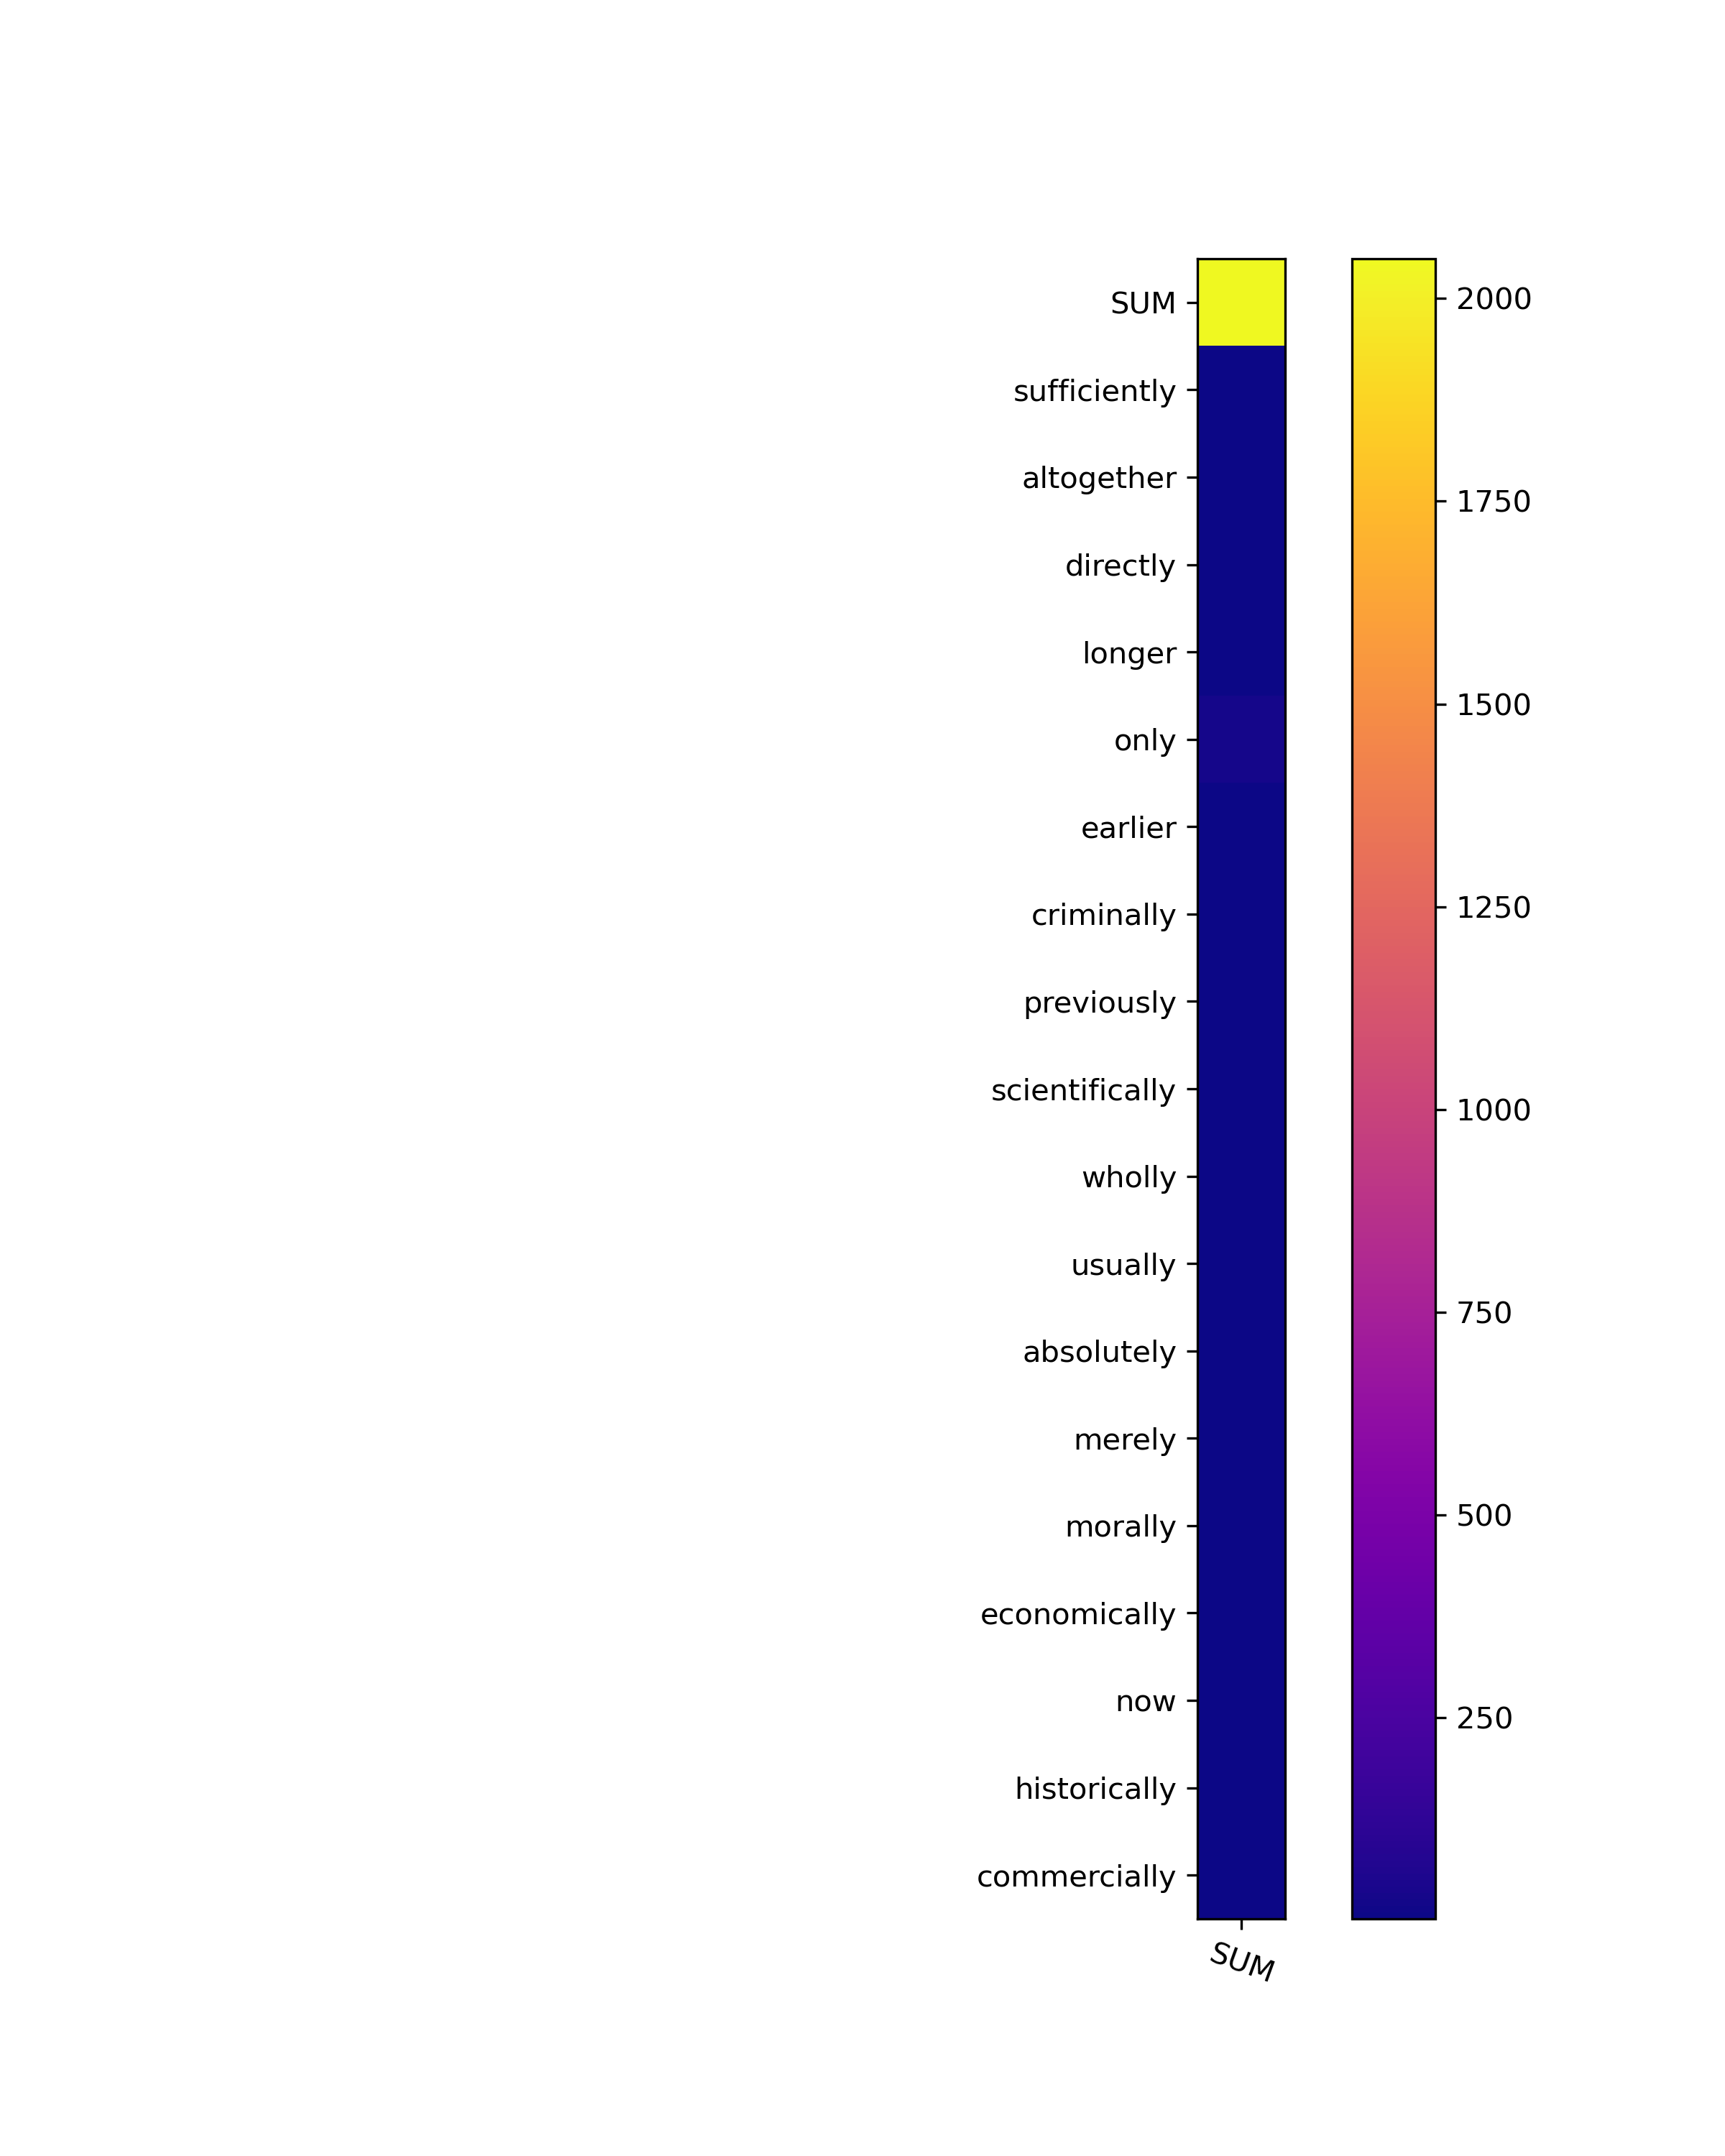 SUM
sufficiently
altogether
directly
longer
only
earlier
criminally
previously
scientifically
wholly
usually
absolutely
merely
morally
economically
now
historically
commercially
SUM
2000
1750
1500
1250
1000
750
500
250